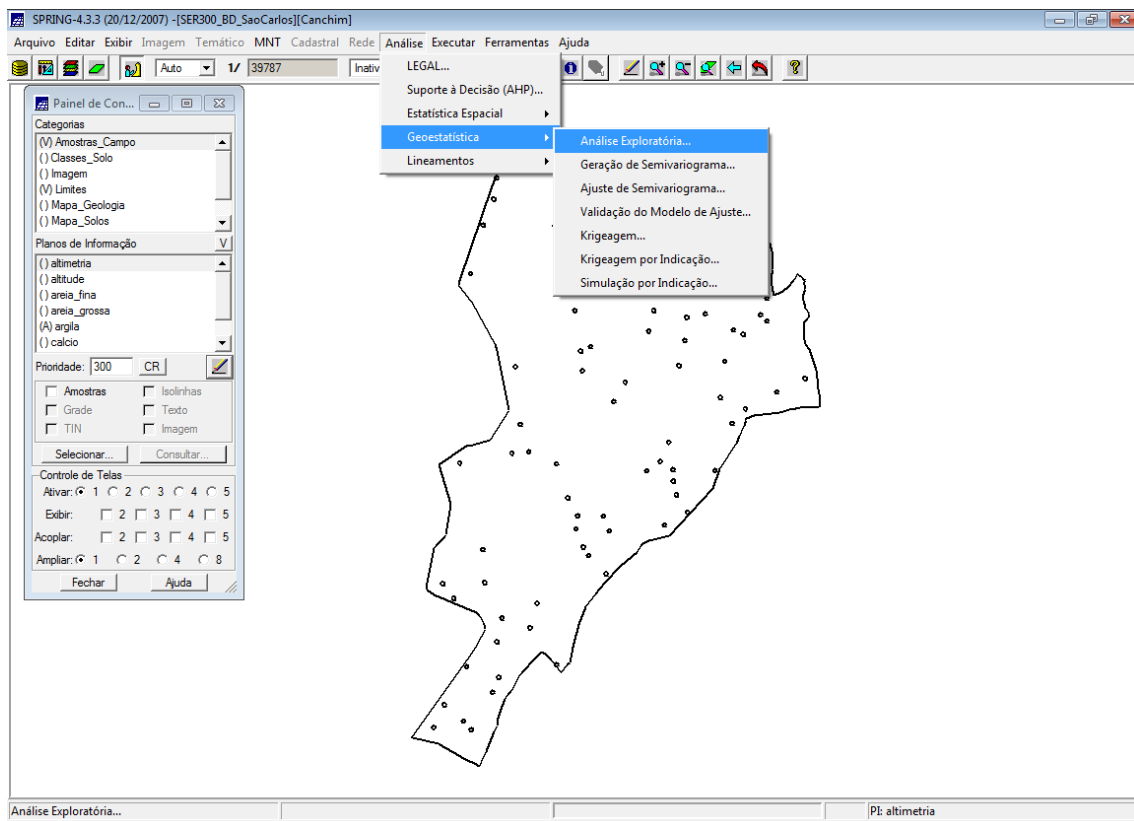 SPRING-4.3.3 (20/12/2007) -[SER300_BD_SaoCarlos][Canchim]
Arquivo Editar Exibir Imagem Temático MNT Cadastral Rede Análise Executar Ferramentas Ajuda
Auto 1/ 39787 Inativ
LEGAL...
Suporte à Decisão (AHP)...
Estatística Espacial
Geoestatística
Lineamentos
Análise Exploratória...
Geração de Semivariograma...
Ajuste de Semivariograma...
Validação do Modelo de Ajuste...
Krigeagem...
Krigeagem por Indicação...
Simulação por Indicação...
Painel de Con...
Categorias
(V) Amostras_Campo
( ) Classes_Solo
( ) Imagem
(V) Limites
( ) Mapa_Geologia
( ) Mapa_Solos
Planos de Informação V
( ) altimetria
( ) altitude
( ) areia_fina
( ) areia_grossa
(A) argila
( ) calcio
Prioridade: 300 CR
Amostras Isolinhas
Grade Texto
TIN Imagem
Selecionar... Consultar...
Controle de Telas
Ativar: 1 2 3 4 5
Exibir: 2 3 4 5
Acoplar: 2 3 4 5
Ampliar: 1 2 4 8
Fechar Ajuda
Análise Exploratória... PI: altimetria